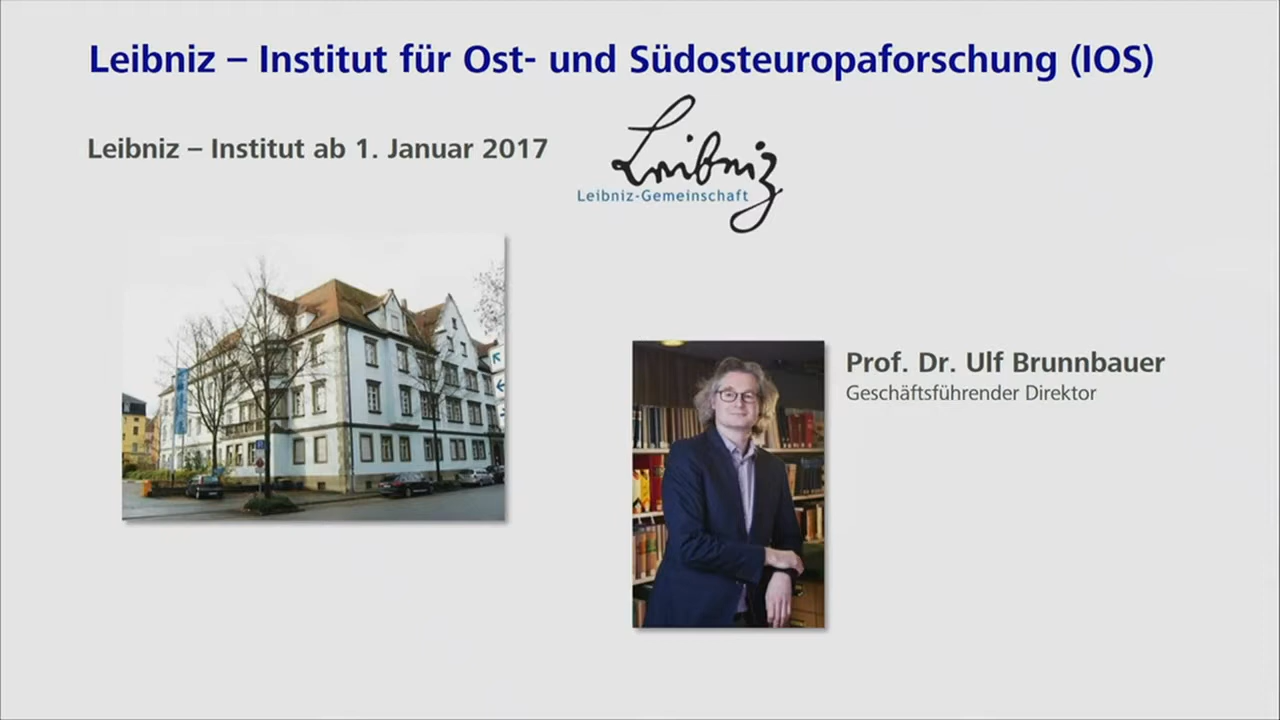 Leibniz – Institut für Ost- und Südosteuropaforschung (IOS)
Leibniz – Institut ab 1. Januar 2017
Leibniz
Leibniz-Gemeinschaft
Prof. Dr. Ulf Brunnbauer
Geschäftsführender Direktor